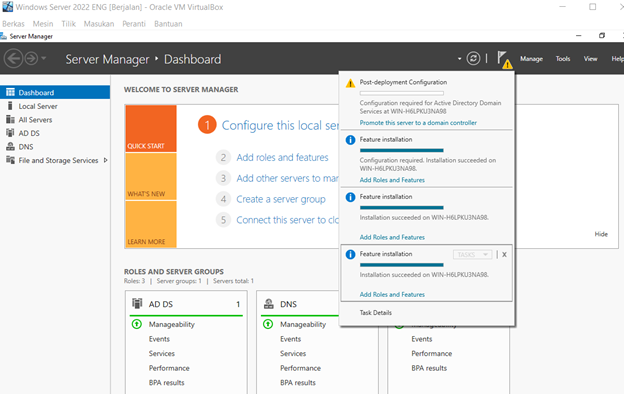 Windows Server 2022 ENG [Berjalan] - Oracle VM VirtualBox
Berkas Mesin Tilik Masukan Peranti Bantuan
Server Manager
Server Manager • Dashboard
Manage Tools View Help
Dashboard
Local Server
All Servers
AD DS
DNS
File and Storage Services
WELCOME TO SERVER MANAGER
QUICK START
WHAT'S NEW
LEARN MORE
1 Configure this local ser
2 Add roles and features
3 Add other servers to ma
4 Create a server group
5 Connect this server to clo
Hide
Post-deployment Configuration
Configuration required for Active Directory Domain
Services at WIN-H6LPKU3NA98
Promote this server to a domain controller
Feature installation
Configuration required. Installation succeeded on
WIN-H6LPKU3NA98.
Add Roles and Features
Feature installation
Installation succeeded on WIN-H6LPKU3NA98.
Add Roles and Features
Feature installation
TASKS
X
Installation succeeded on WIN-H6LPKU3NA98.
Add Roles and Features
Task Details
ROLES AND SERVER GROUPS
Roles: 3 | Server groups: 1 | Servers total: 1
AD DS 1
Manageability
Events
Services
Performance
BPA results
DNS
Manageability
Events
Services
Performance
BPA results
Manageability
Events
Performance
BPA results